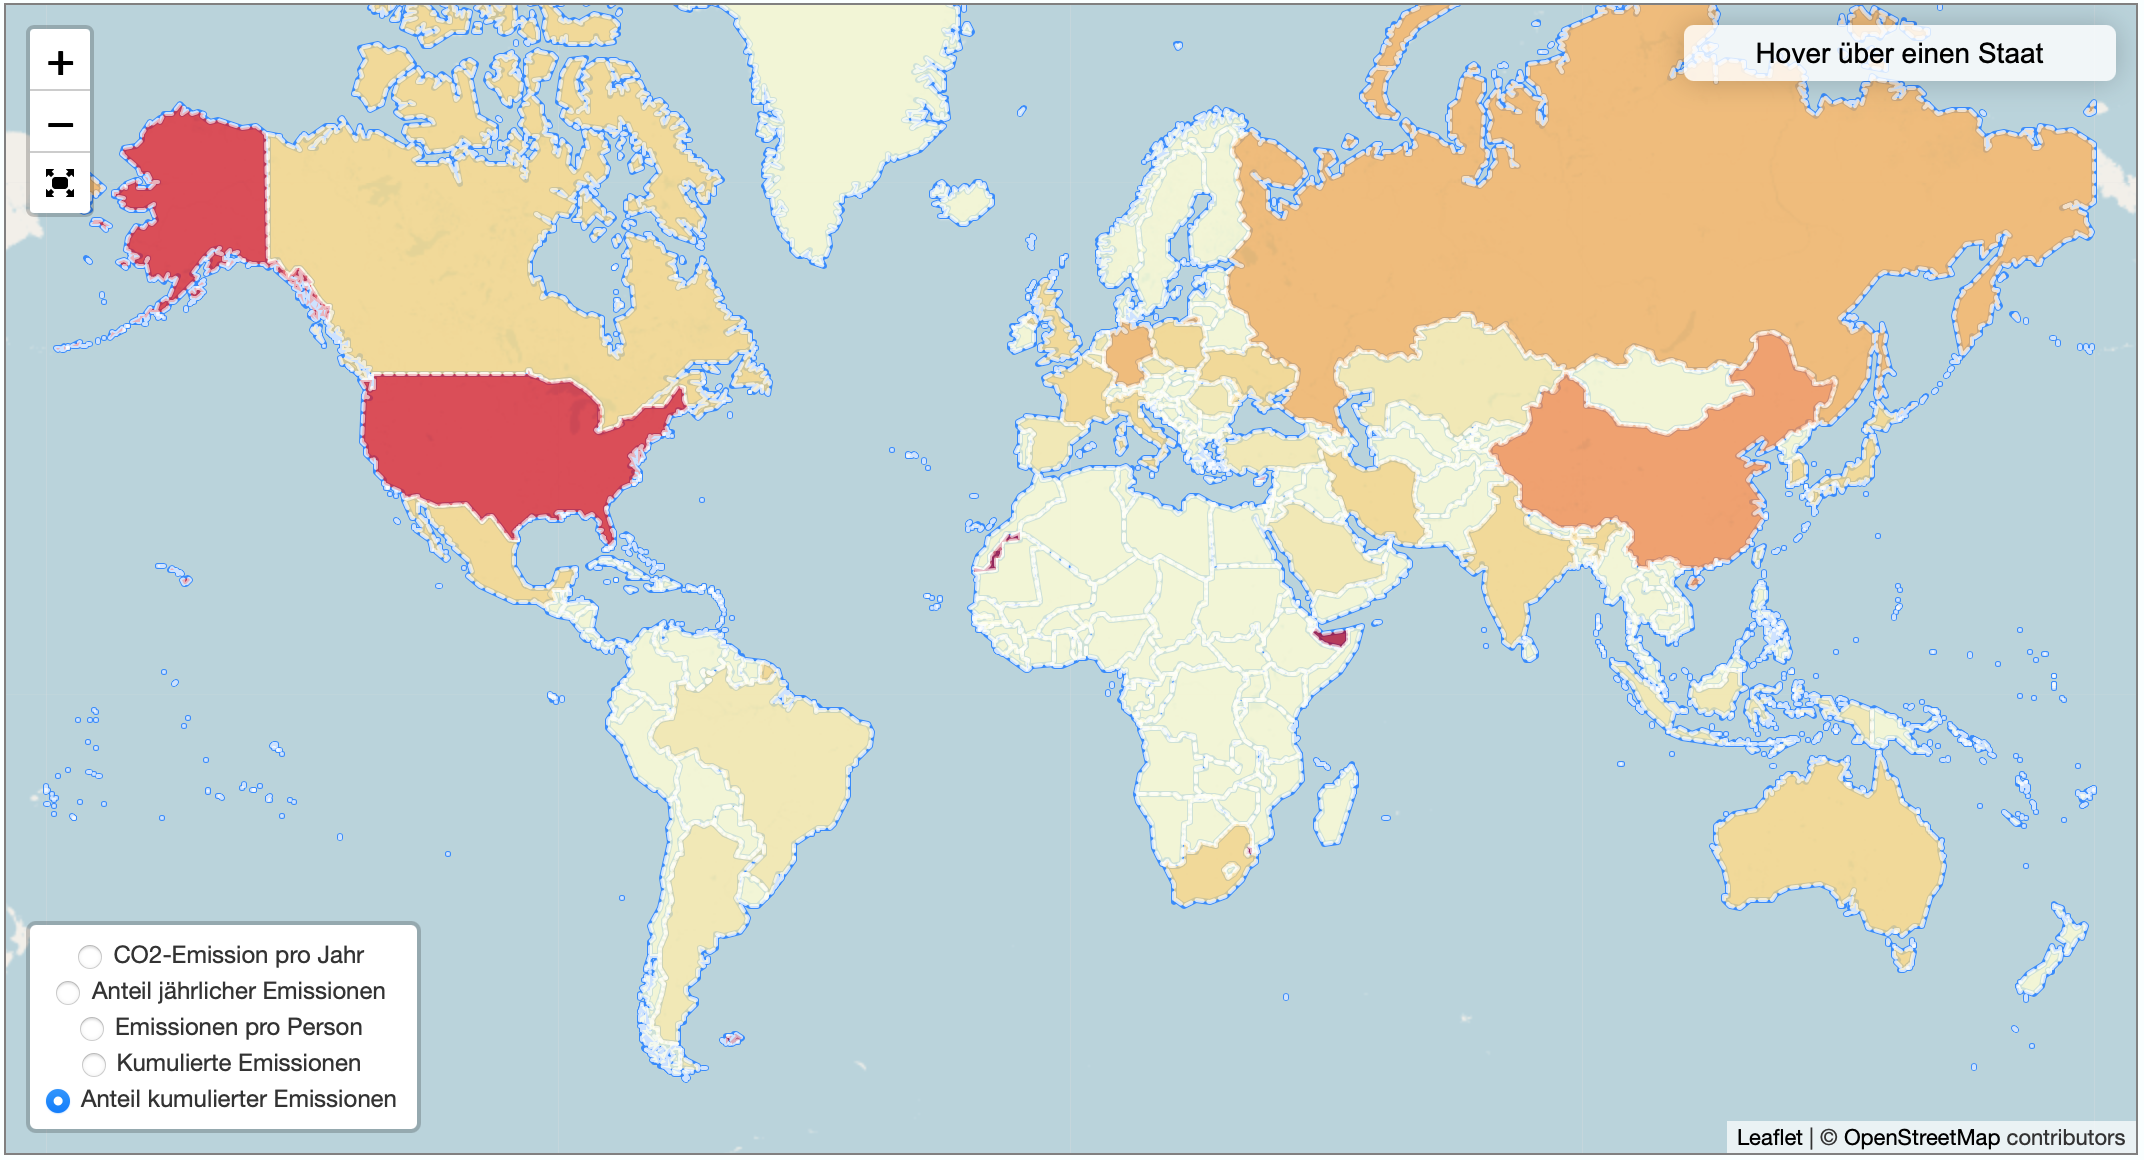 +
Hover über einen Staat
−
CO2-Emission pro Jahr
Anteil jährlicher Emissionen
Emissionen pro Person
Kumulierte Emissionen
Anteil kumulierter Emissionen
Leaflet | © OpenStreetMap contributors